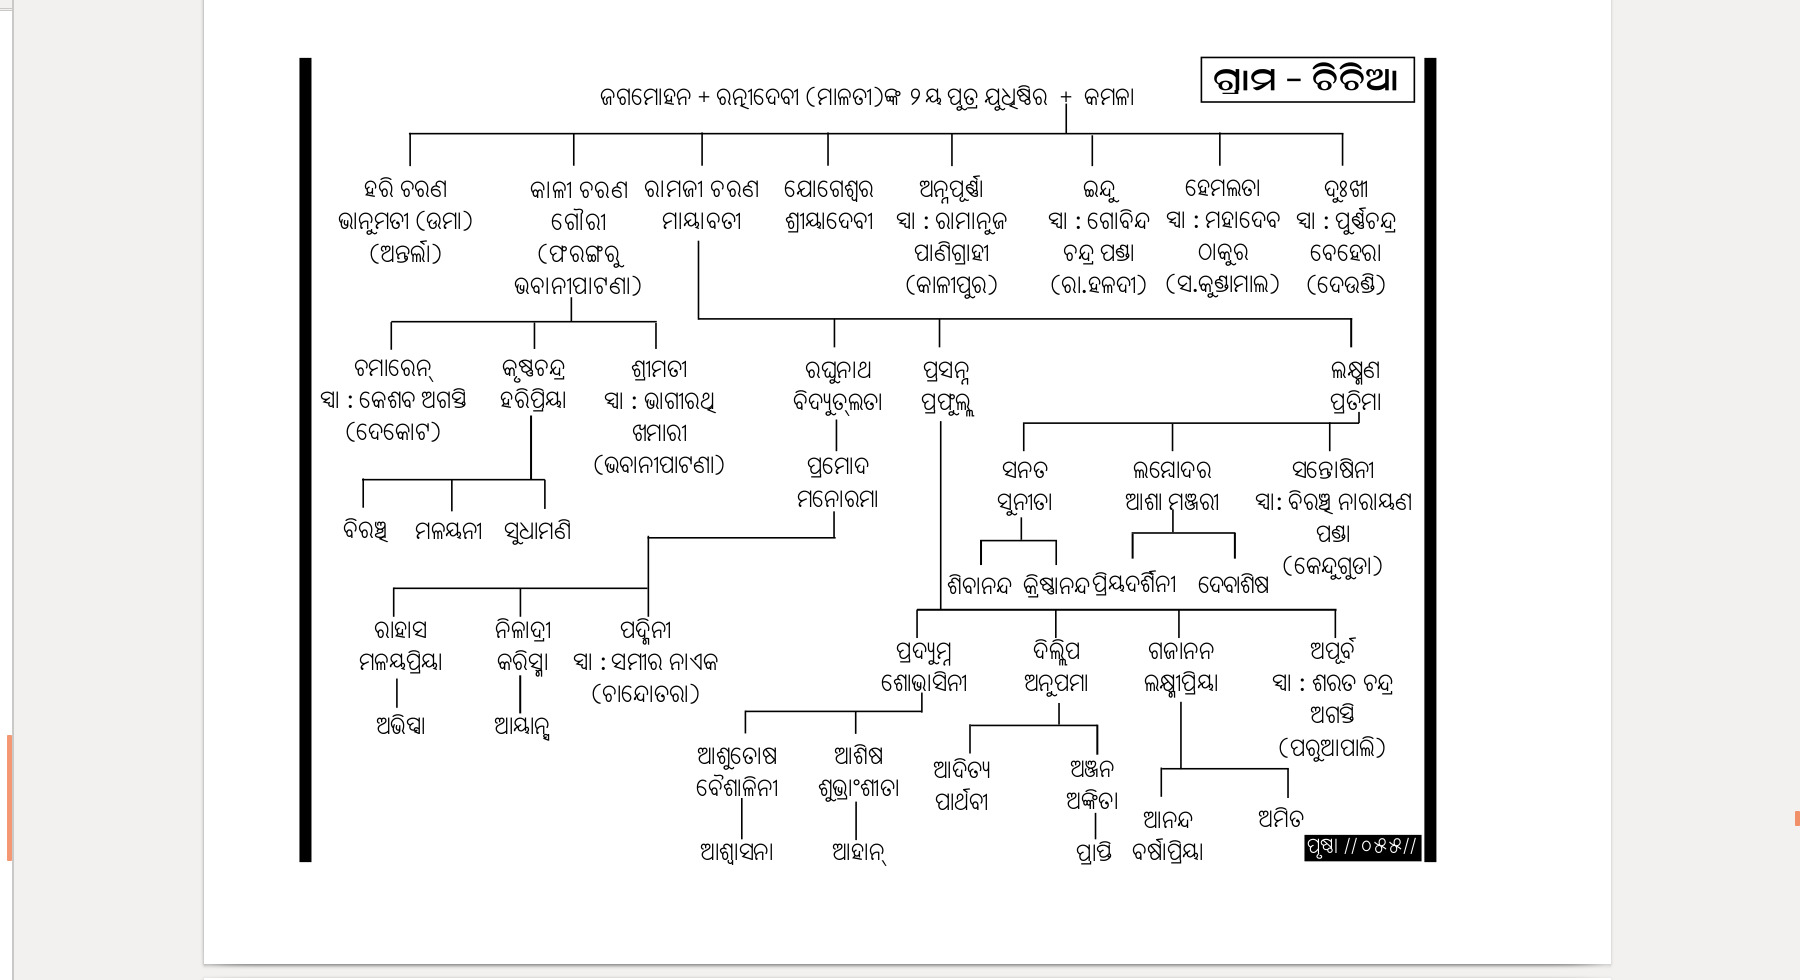 ଗ୍ରାମ - ଚିଚିଆ
ଜଗମୋହନ + ରତ୍ନୀଦେବୀ (ମାଳତୀ)ଙ୍କ ୨ୟ ପୁତ୍ର ଯୁଧିଷ୍ଠିର + କମଳା
ହରି ଚରଣ
ଭାନୁମତୀ (ଉମା)
(ଅନ୍ତର୍ଲା)
କାଳୀ ଚରଣ
ଗୌରୀ
(ଫରଙ୍ଗରୁ
ଭବାନୀପାଟଣା)
ରାମଜୀ ଚରଣ
ମାୟାବତୀ
ଯୋଗେଶ୍ୱର
ଶ୍ରୀୟାଦେବୀ
ଅନ୍ନପୂର୍ଣ୍ଣା
ସ୍ୱା : ରାମାନୁଜ
ପାଣିଗ୍ରାହୀ
(କାଳୀପୁର)
ଇନ୍ଦୁ
ସ୍ୱା : ଗୋବିନ୍ଦ
ଚନ୍ଦ୍ର ପଣ୍ଡା
(ରା.ହଳଦୀ)
ହେମଲତା
ସ୍ୱା : ମହାଦେବ
ଠାକୁର
(ସ.କୁଣ୍ଡାମାଲ)
ଦୁଃଖୀ
ସ୍ୱା : ପୁର୍ଣ୍ଣଚନ୍ଦ୍ର
ବେହେରା
(ଦେଉଣ୍ଡି)
ଚମାରେନ୍
ସ୍ୱା : କେଶବ ଅଗସ୍ତି
(ଦେକୋଟ)
କୃଷ୍ଣଚନ୍ଦ୍ର
ହରିପ୍ରିୟା
ଶ୍ରୀମତୀ
ସ୍ୱା : ଭାଗୀରଥି
ଖମାରୀ
(ଭବାନୀପାଟଣା)
ରଘୁନାଥ
ବିଦ୍ୟୁତ୍‌ଲତା
ପ୍ରସନ୍ନ
ପ୍ରଫୁଲ୍ଲ
ଲକ୍ଷ୍ମଣ
ପ୍ରତିମା
ପ୍ରମୋଦ
ମନୋରମା
ସନତ
ସୁନୀତା
ଲମ୍ବୋଦର
ଆଶା ମଞ୍ଜରୀ
ସନ୍ତୋଷିନୀ
ସ୍ୱା: ବିରଞ୍ଚି ନାରାୟଣ
ପଣ୍ଡା
(କେନ୍ଦୁଗୁଡା)
ବିରଞ୍ଚି
ମଳୟନୀ
ସୁଧାମଣି
ଶିବାନନ୍ଦ
କ୍ରିଷ୍ଣାନନ୍ଦ
ପ୍ରିୟଦର୍ଶିନୀ
ଦେବାଶିଷ
ରାହାସ
ମଳୟପ୍ରିୟା
ନିଳାଦ୍ରୀ
କରିସ୍ମା
ପଦ୍ମିନୀ
ସ୍ୱା : ସମୀର ନାଏକ
(ଚାନ୍ଦୋତରା)
ପ୍ରଦ୍ୟୁମ୍ନ
ଶୋଭାସିନୀ
ଦିଲ୍ଲିପ
ଅନୁପମା
ଗଜାନନ
ଲକ୍ଷ୍ମୀପ୍ରିୟା
ଅପୂର୍ବ
ସ୍ୱା : ଶରତ ଚନ୍ଦ୍ର
ଅଗସ୍ତି
(ପରୁଆପାଲି)
ଅଭିପ୍ସା
ଆୟାନ୍ସ
ଆଶୁତୋଷ
ବୈଶାଳିନୀ
ଆଶିଷ
ଶୁଭ୍ରାଂଶୀତା
ଆଦିତ୍ୟ
ପାର୍ଥବୀ
ଅଞ୍ଜନ
ଅଙ୍କିତା
ଆନନ୍ଦ
ବର୍ଷାପ୍ରିୟା
ଅମିତ
ଆଶ୍ୱାସନା
ଆହାନ୍
ପ୍ରାପ୍ତି
ପୃଷ୍ଠା //୦୫୫//